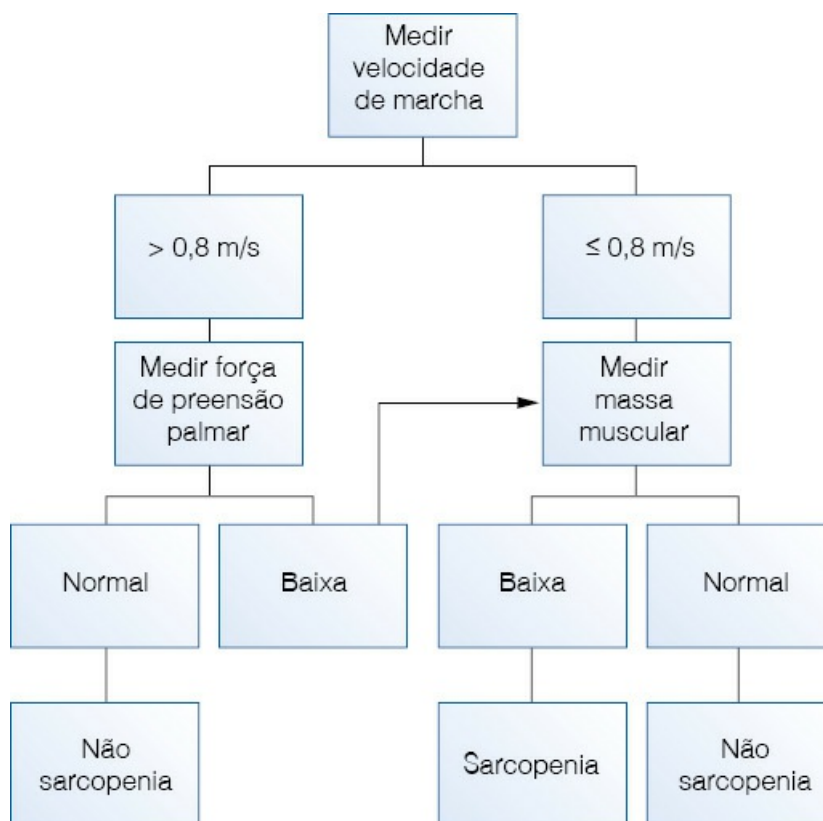 Medir
velocidade
de marcha
> 0,8 m/s
≤ 0,8 m/s
Medir força
de preensão
palmar
Medir
massa
muscular
Normal
Baixa
Baixa
Normal
Não
sarcopenia
Sarcopenia
Não
sarcopenia